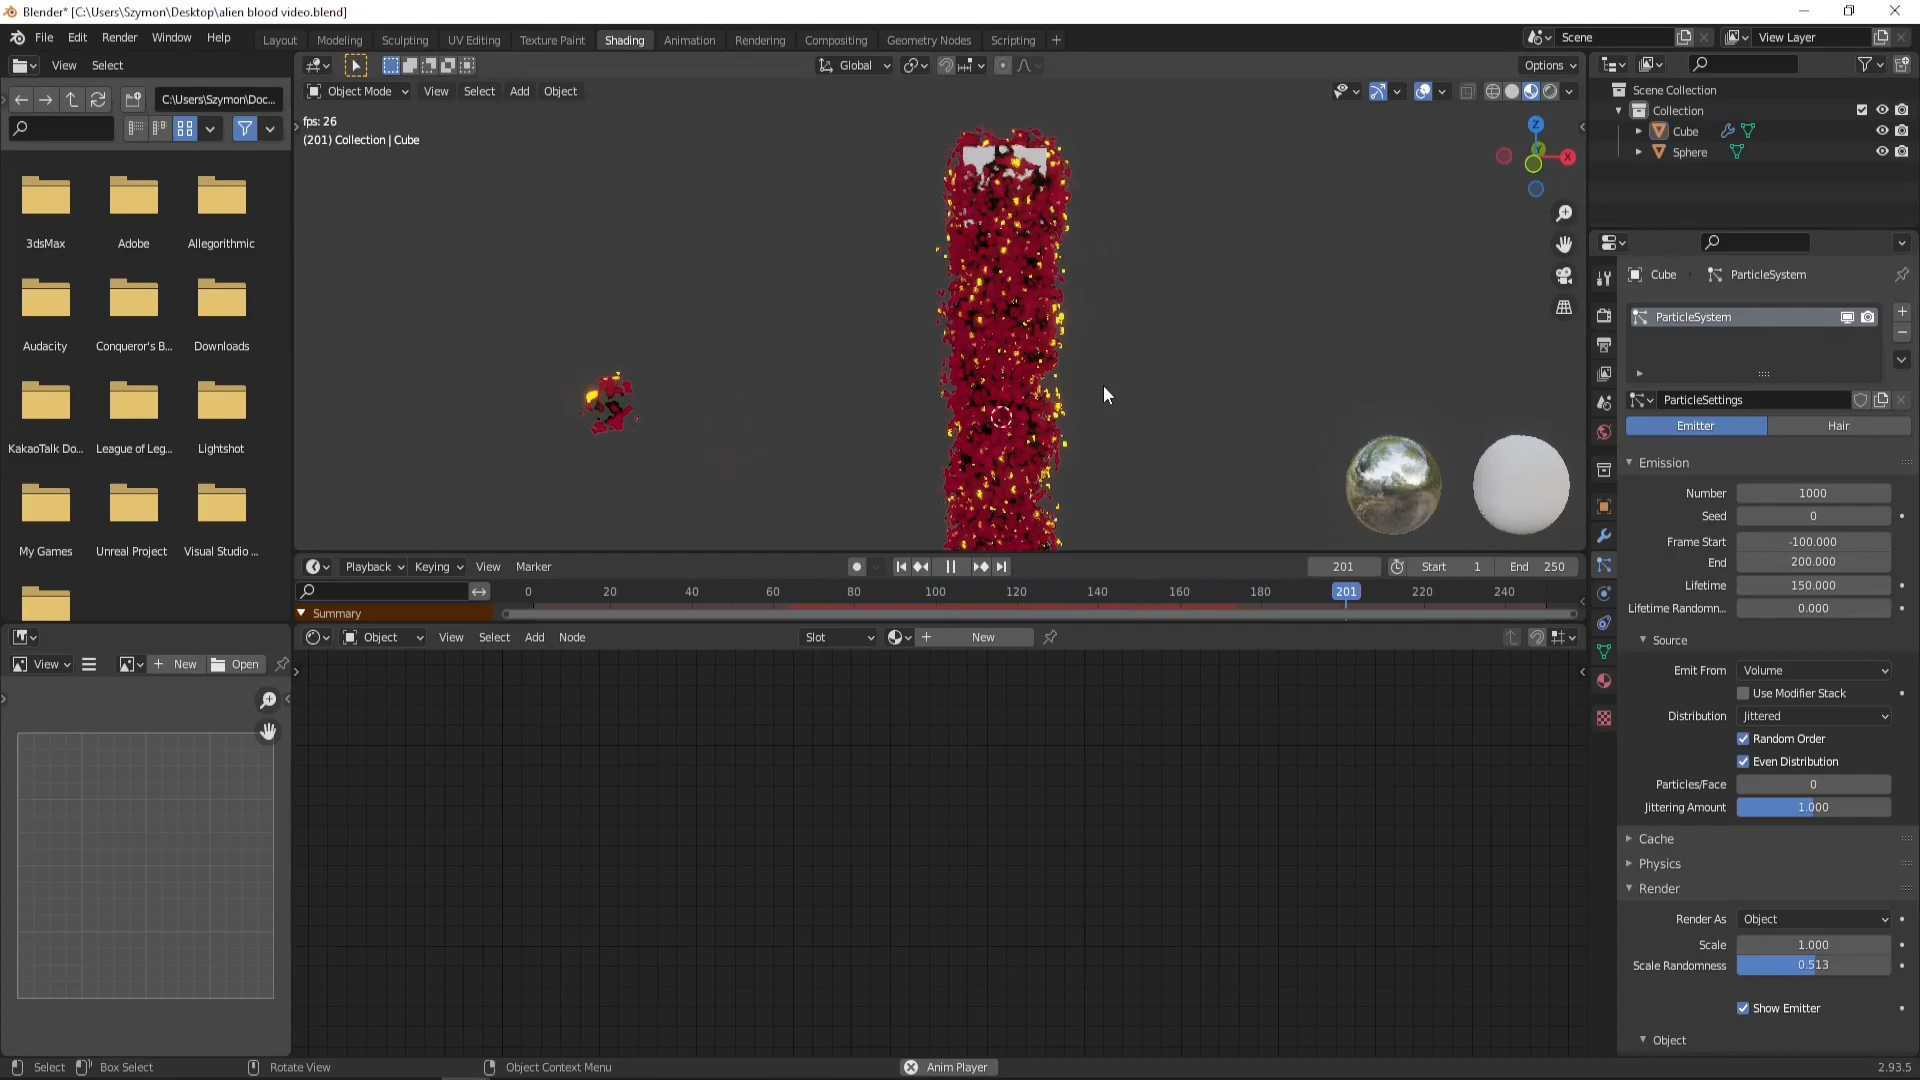 Blender* [C:\Users\Szymon\Desktop\alien blood video.blend]
File Edit Render Window Help
Layout Modeling Sculpting UV Editing Texture Paint Shading Animation Rendering Compositing Geometry Nodes Scripting +
Scene
View Layer
View Select
Global
Options
C:\Users\Szymon\Doc...
Object Mode View Select Add Object
Scene Collection
Collection
Cube
Sphere
fps: 26
(201) Collection | Cube
Z
X
3dsMax Adobe Allegorithmic
Audacity Conqueror's B... Downloads
KakaoTalk Do... League of Leg... Lightshot
My Games Unreal Project Visual Studio ...
Cube ParticleSystem
ParticleSystem
ParticleSettings
Emitter Hair
Emission
Number 1000
Seed 0
Frame Start -100.000
End 200.000
Lifetime 150.000
Lifetime Randomn... 0.000
Source
Emit From Volume
Use Modifier Stack
Distribution Jittered
Random Order
Even Distribution
Particles/Face 0
Jittering Amount 1.000
Cache
Physics
Render
Render As Object
Scale 1.000
Scale Randomness 0.513
Show Emitter
Object
Playback Keying View Marker
201 Start 1 End 250
0 20 40 60 80 100 120 140 160 180 201 220 240
Summary
Object View Select Add Node Slot New
View New Open
Select Box Select Rotate View Object Context Menu Anim Player 2.93.5